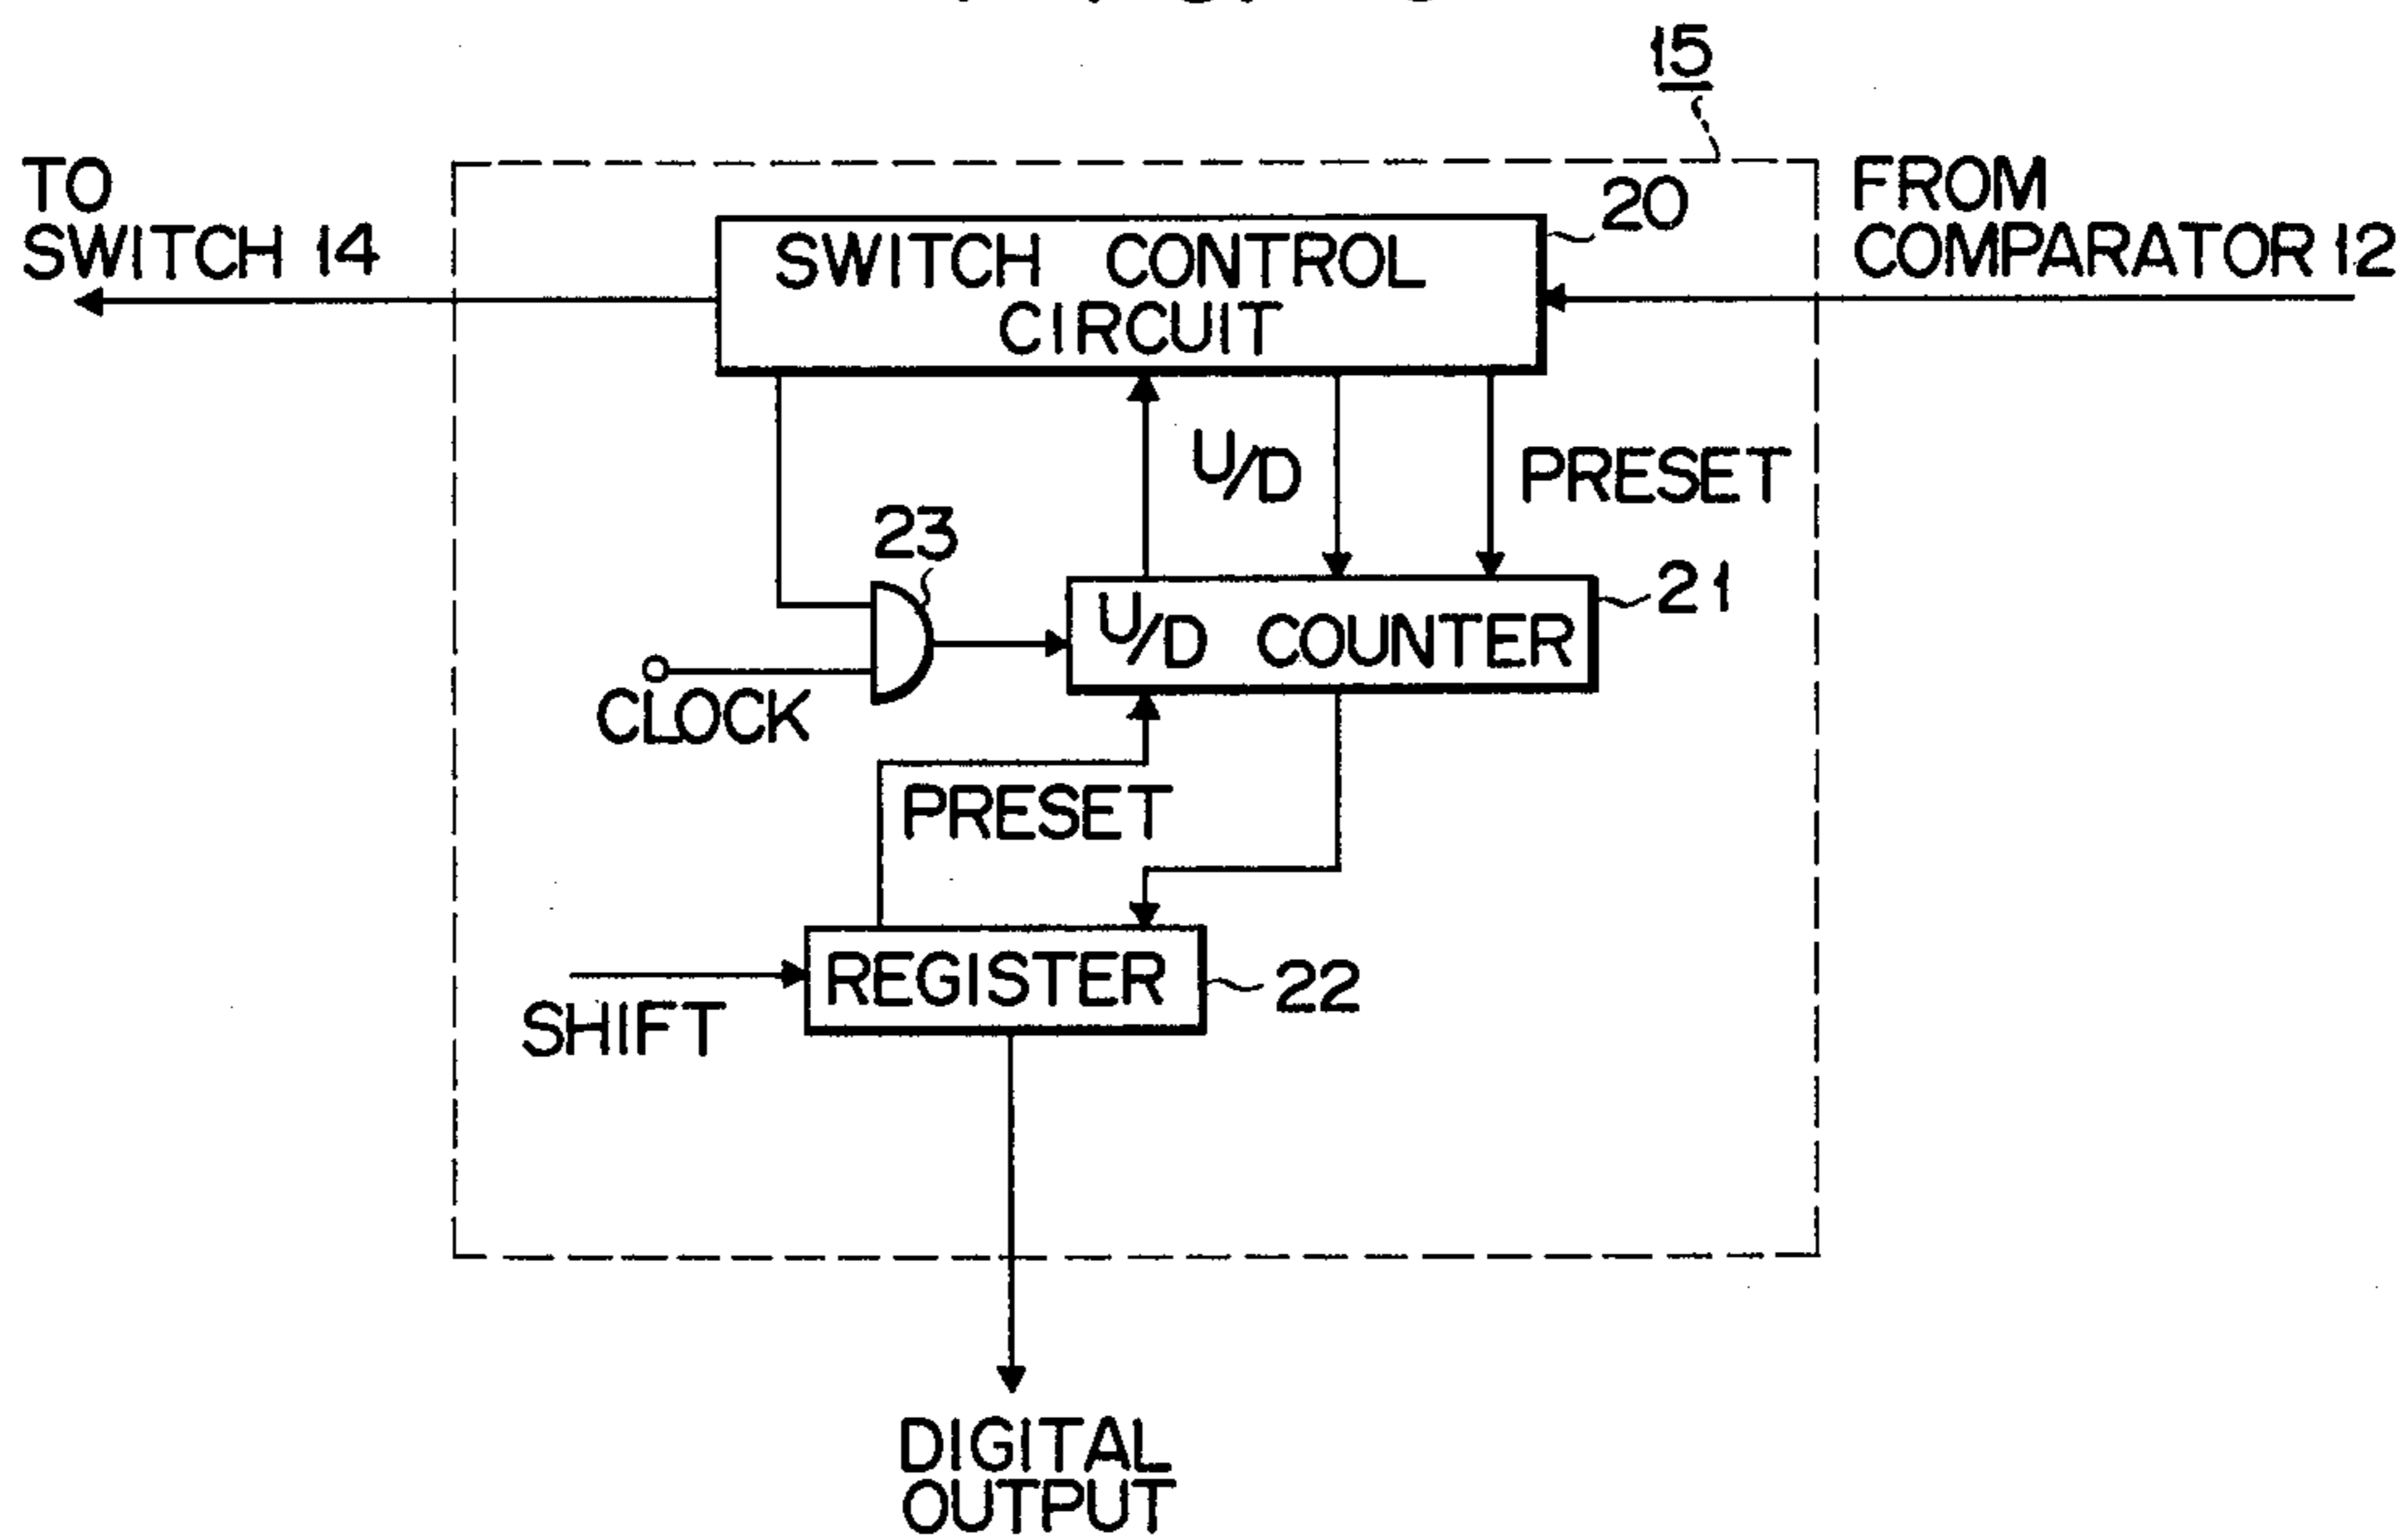 15
TO
SWITCH 14
FROM
COMPARATOR 12
20
SWITCH CONTROL
CIRCUIT
U/D
PRESET
23
21
U/D COUNTER
CLOCK
PRESET
REGISTER
22
SHIFT
DIGITAL
OUTPUT